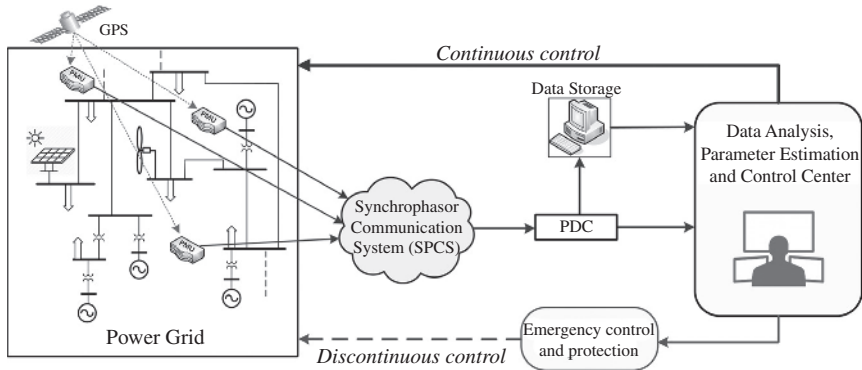 GPS
Continuous control
PMU
Data Storage
PMU
Data Analysis,
Parameter Estimation
and Control Center
Synchrophasor
Communication
System (SPCS)
PDC
PMU
Emergency control
and protection
Power Grid
Discontinuous control